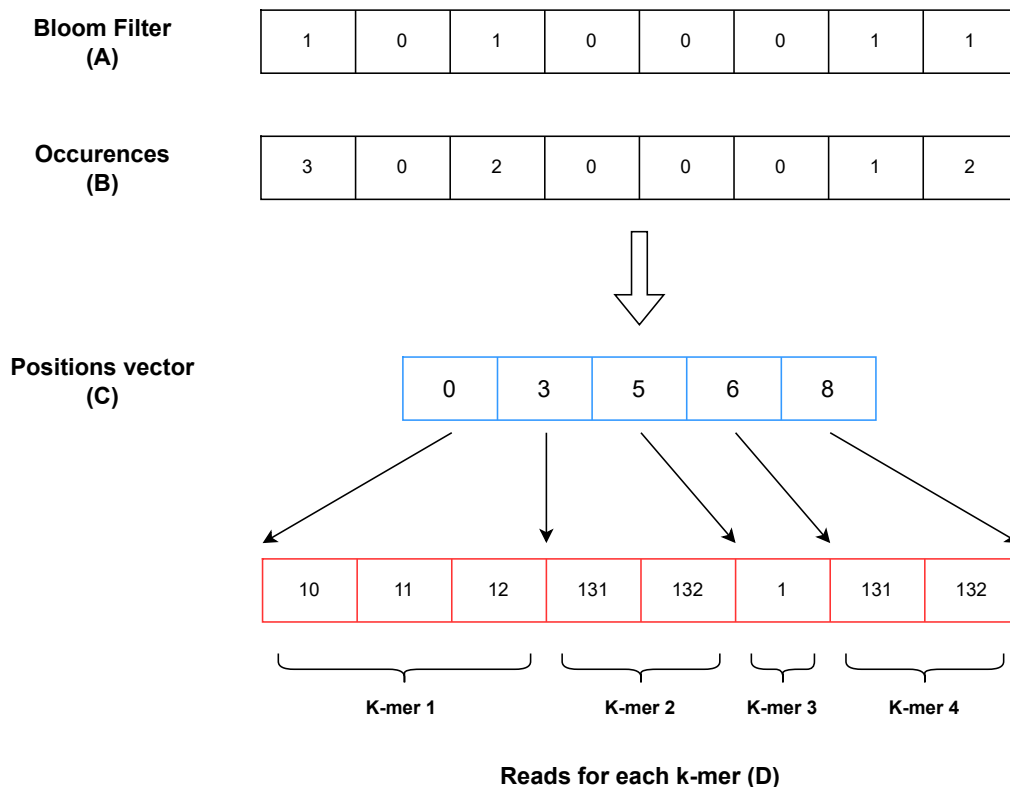 Bloom Filter
(A)
1 0 1 0 0 0 1 1
Occurences
(B)
3 0 2 0 0 0 1 2
Positions vector
(C)
0 3 5 6 8
10 11 12 131 132 1 131 132
K-mer 1 K-mer 2 K-mer 3 K-mer 4
Reads for each k-mer (D)